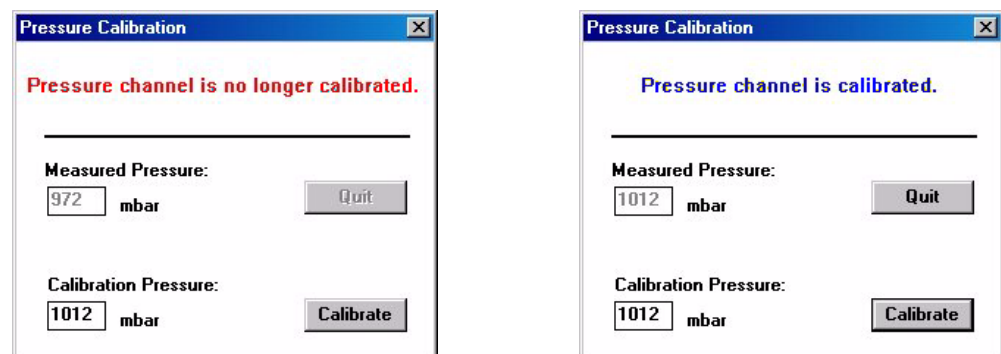 Pressure Calibration
Pressure channel is no longer calibrated.
Measured Pressure:
972 mbar
Quit
Calibration Pressure:
1012 mbar
Calibrate
Pressure Calibration
Pressure channel is calibrated.
Measured Pressure:
1012 mbar
Quit
Calibration Pressure:
1012 mbar
Calibrate